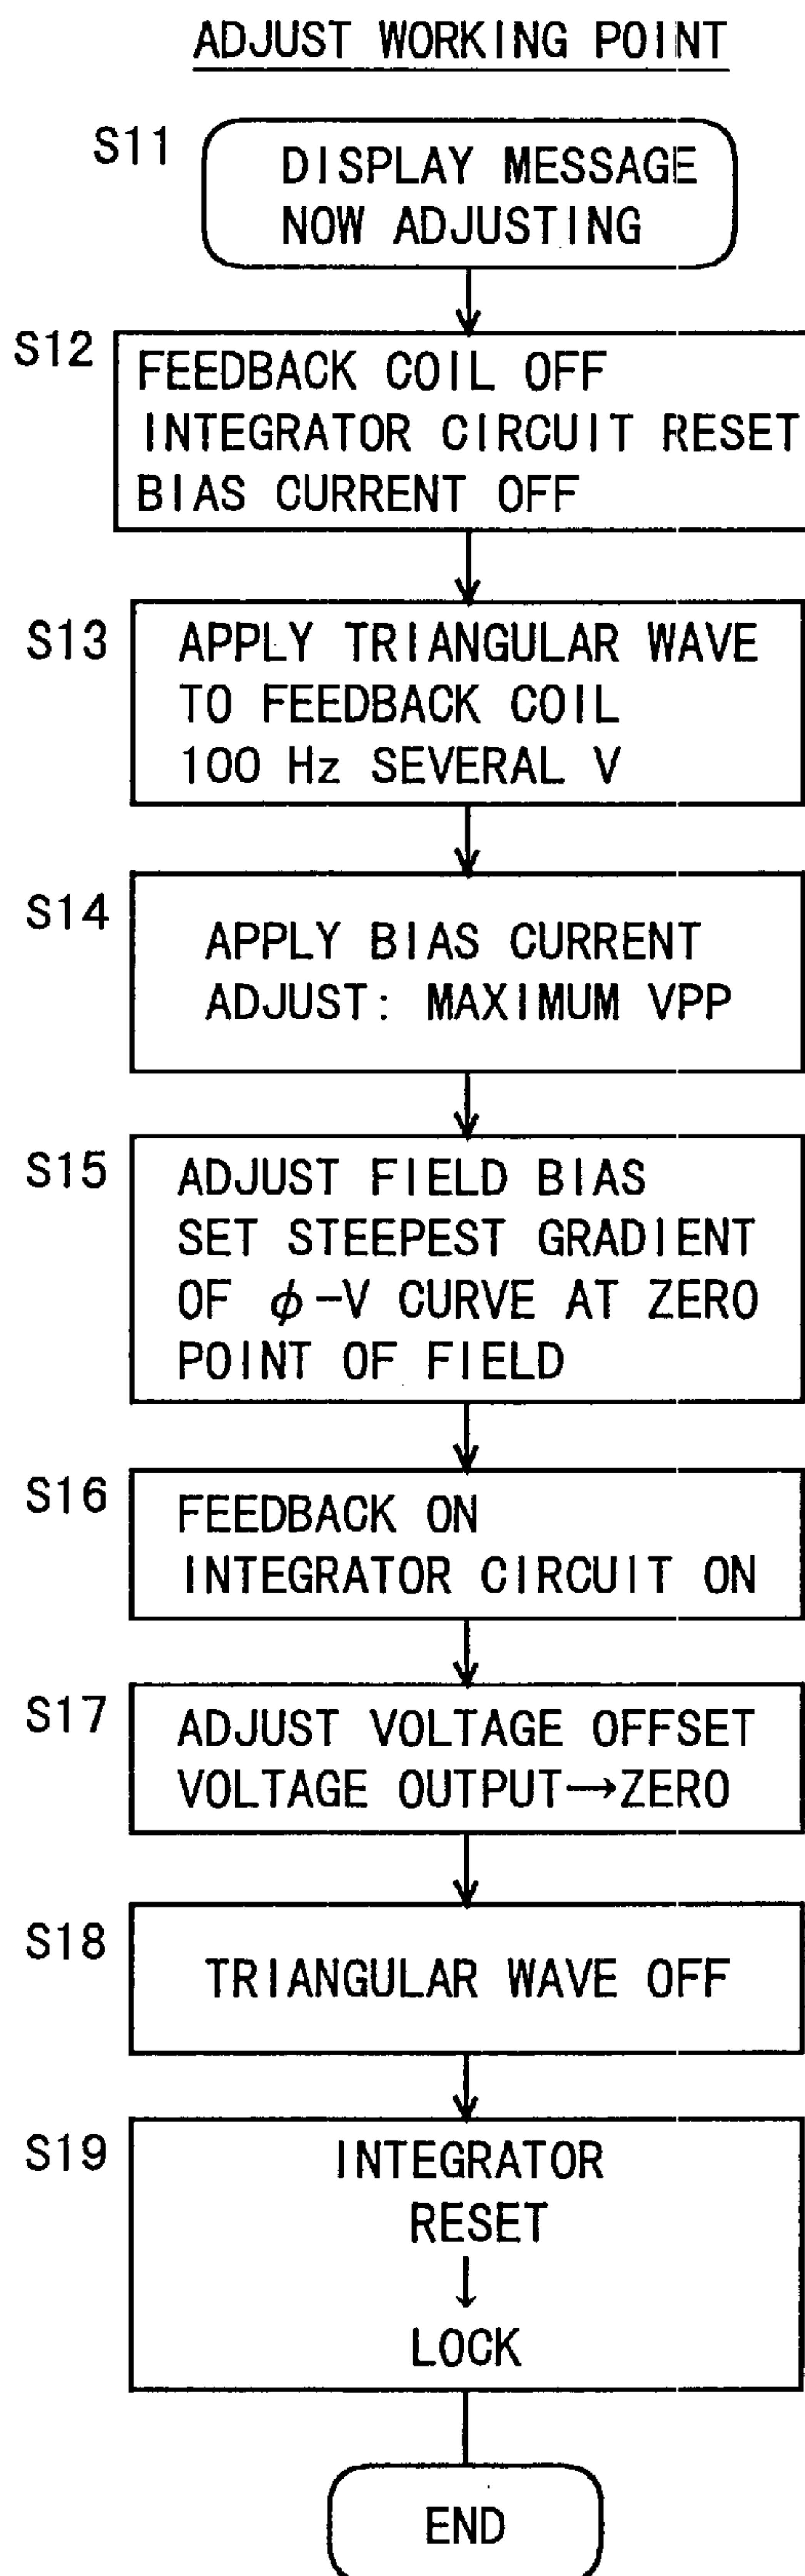 ADJUST WORKING POINT
S11
DISPLAY MESSAGE
NOW ADJUSTING
S12
FEEDBACK COIL OFF
INTEGRATOR CIRCUIT RESET
BIAS CURRENT OFF
S13
APPLY TRIANGULAR WAVE
TO FEEDBACK COIL
100 Hz SEVERAL V
S14
APPLY BIAS CURRENT
ADJUST: MAXIMUM VPP
S15
ADJUST FIELD BIAS
SET STEEPEST GRADIENT
OF ϕ-V CURVE AT ZERO
POINT OF FIELD
S16
FEEDBACK ON
INTEGRATOR CIRCUIT ON
S17
ADJUST VOLTAGE OFFSET
VOLTAGE OUTPUT→ZERO
S18
TRIANGULAR WAVE OFF
S19
INTEGRATOR
RESET
↓
LOCK
END